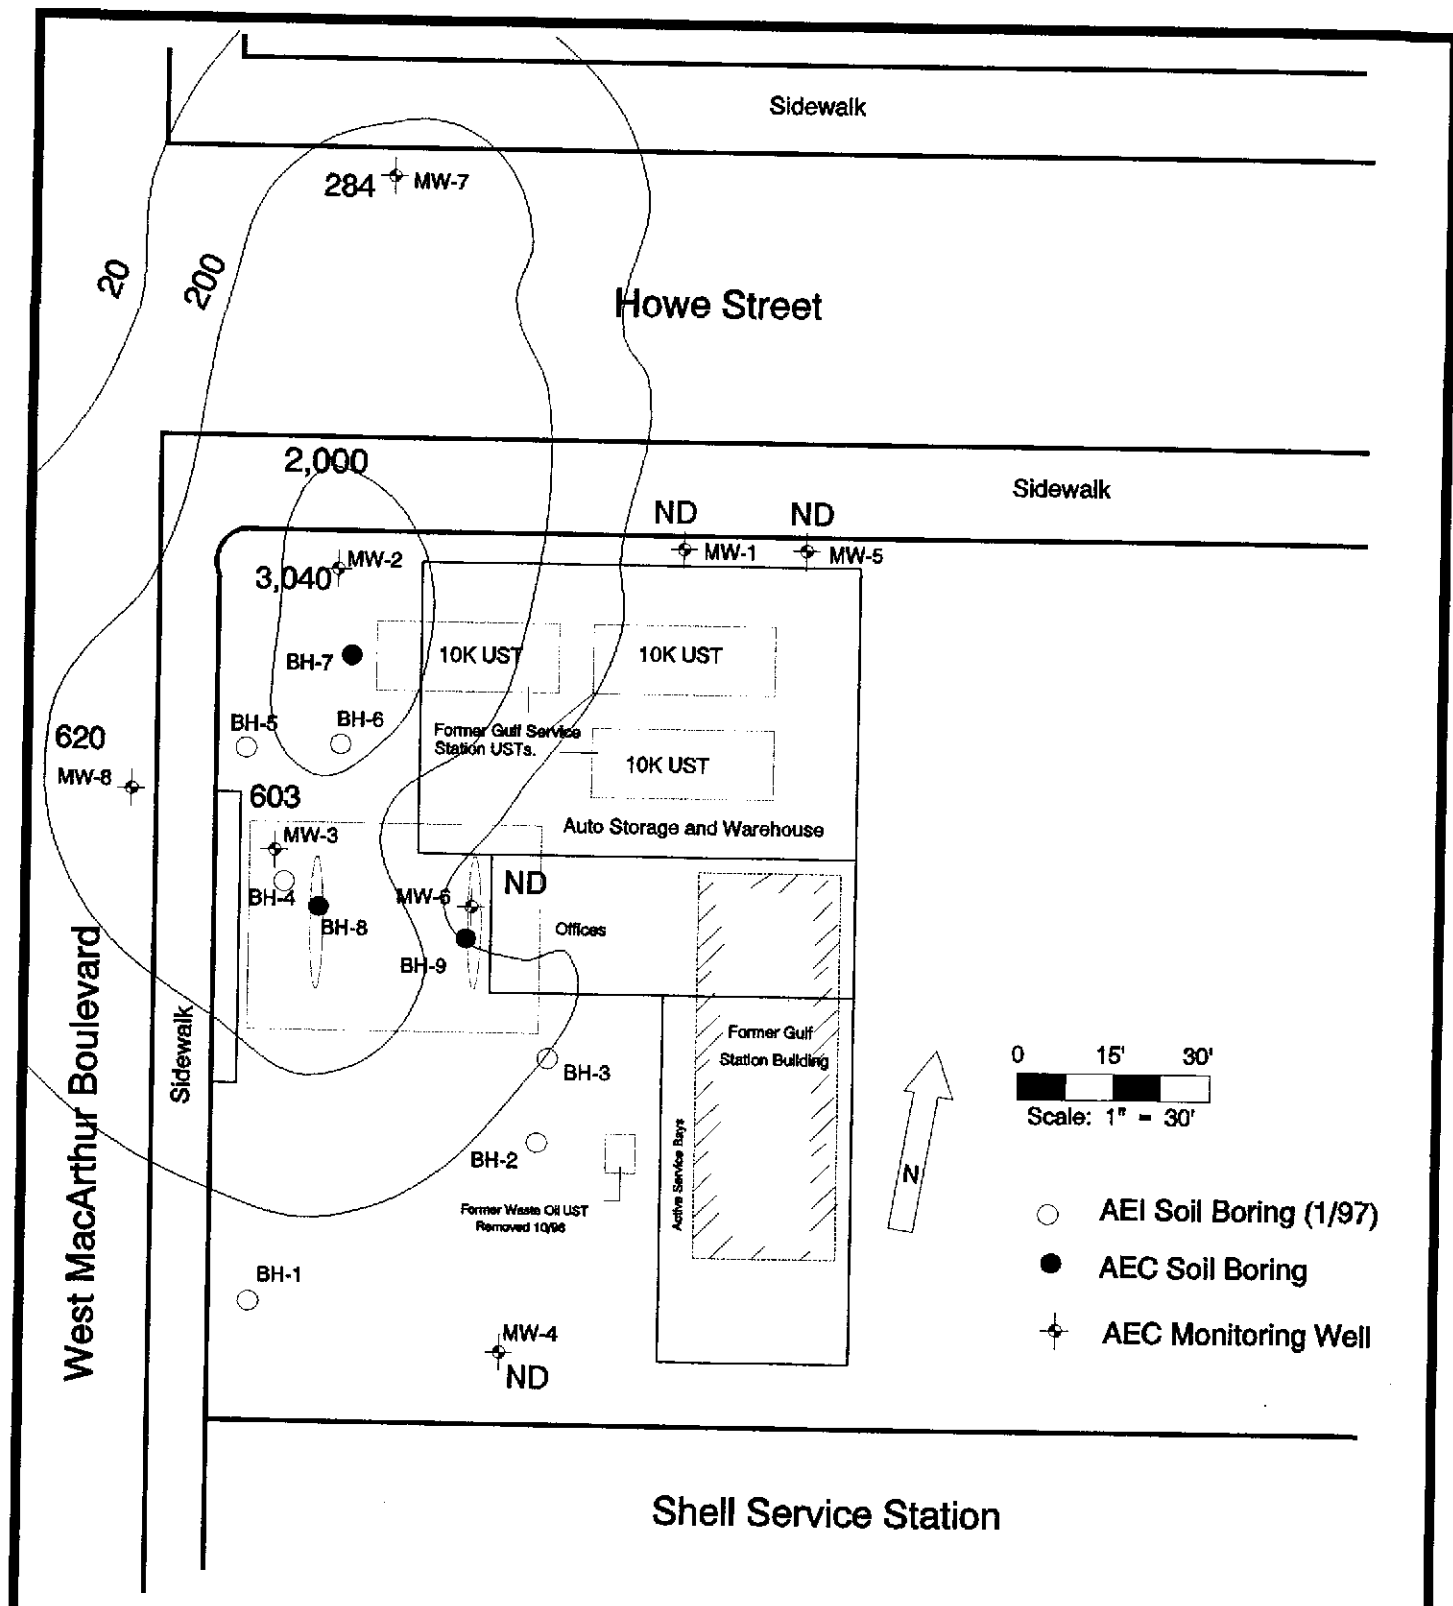 Sidewalk
284
MW-7
20
200
Howe Street
2,000
Sidewalk
ND
ND
MW-1
MW-5
MW-2
3,040
BH-7
10K UST
10K UST
BH-5
BH-6
Former Gulf Service
Station USTs.
620
MW-8
10K UST
603
MW-3
Auto Storage and Warehouse
BH-4
MW-6
ND
BH-8
Offices
BH-9
West MacArthur Boulevard
Sidewalk
Former Gulf
Station Building
BH-3
0 15' 30'
Scale: 1" = 30'
BH-2
Active Service Bays
N
Former Waste Oil UST
Removed 10/96
AEI Soil Boring (1/97)
BH-1
AEC Soil Boring
MW-4
ND
AEC Monitoring Well
Shell Service Station